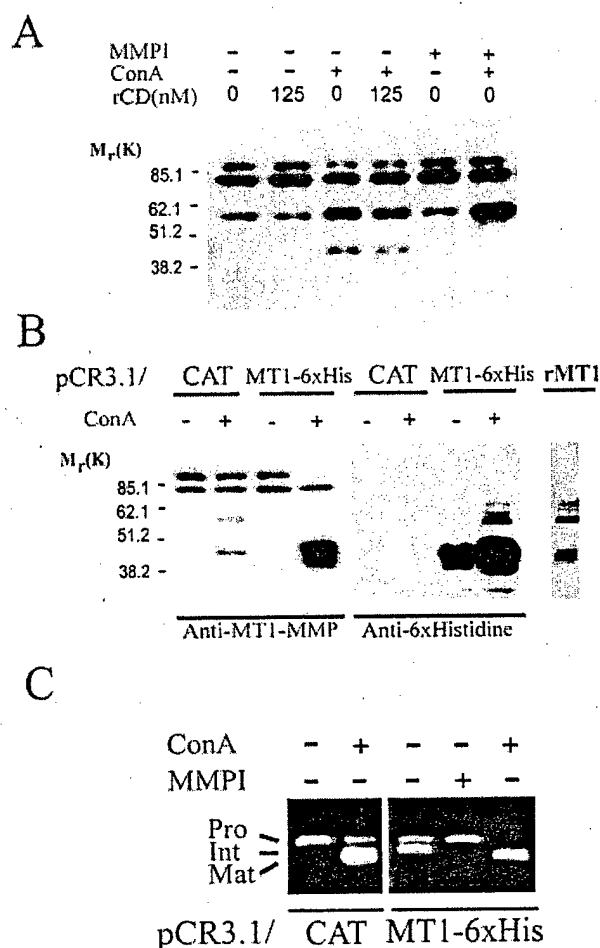 A
MMPI - - - - + +
ConA - - + + - +
rCD(nM) 0 125 0 125 0 0
Mr(K)
85.1 -
62.1 -
51.2 -
38.2 -
B
pCR3.1/ CAT MT1-6xHis CAT MT1-6xHis rMT1
ConA - + - + - + - +
Mr(K)
85.1 -
62.1 -
51.2 -
38.2 -
Anti-MT1-MMP Anti-6xHistidine
C
ConA - + - - +
MMPI - - - + -
Pro
Int
Mat
pCR3.1/ CAT MT1-6xHis